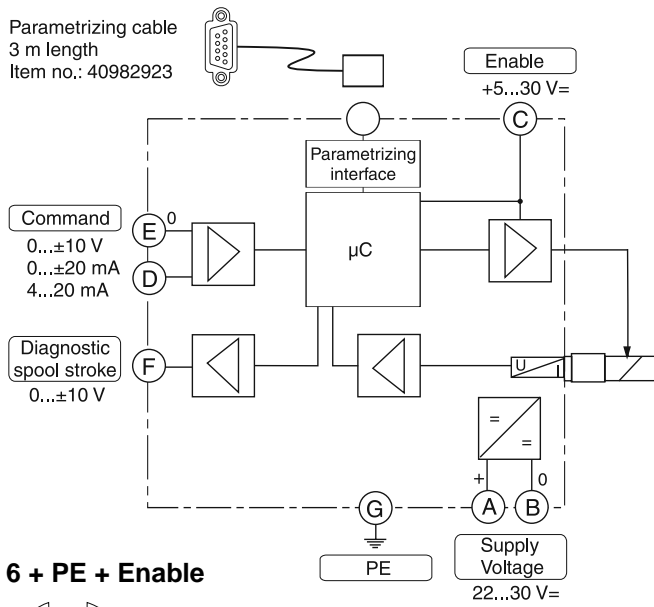 Parametrizing cable
3 m length
Item no.: 40982923
Enable
+5...30 V=
C
Parametrizing
interface
Command
0...±10 V
0...±20 mA
4...20 mA
E
0
D
µC
Diagnostic
spool stroke
0...±10 V
F
U
I
=
=
+
0
A
B
G
PE
Supply
Voltage
22...30 V=
6 + PE + Enable